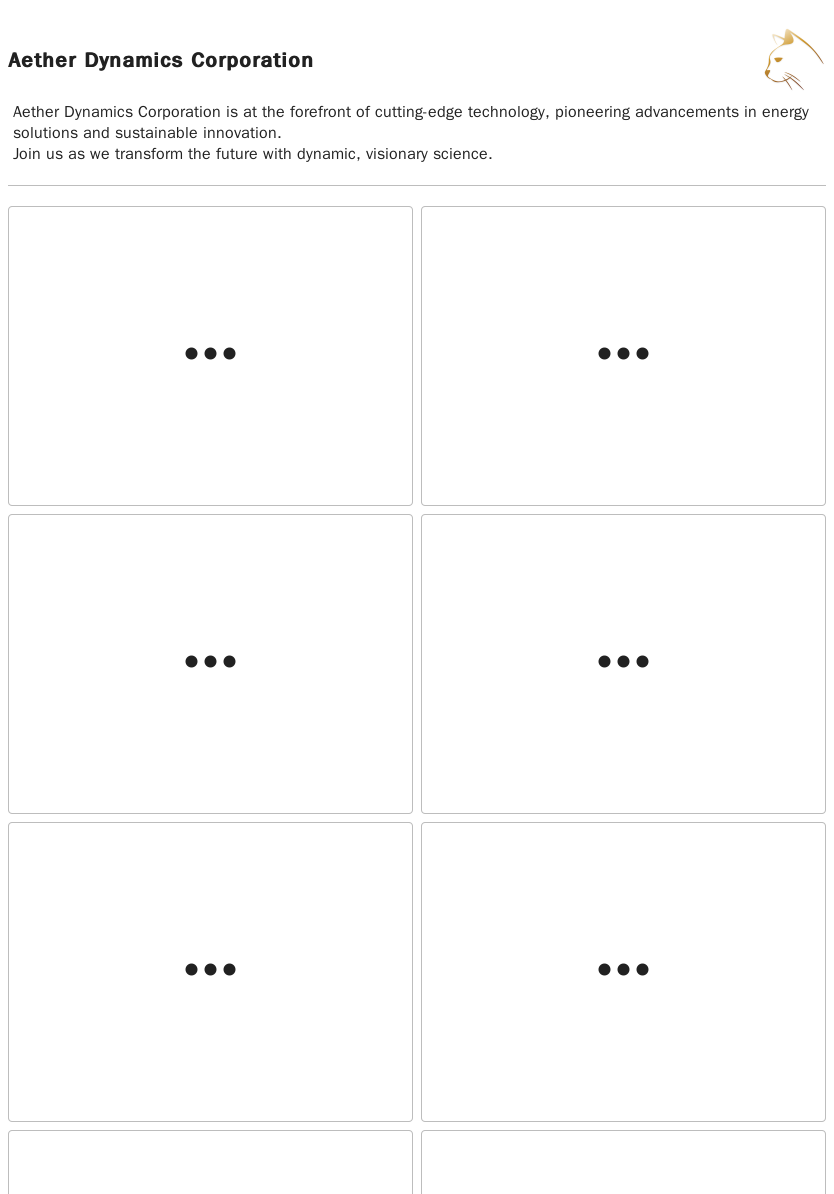 Aether Dynamics Corporation
Aether Dynamics Corporation is at the forefront of cutting-edge technology, pioneering advancements in energy
solutions and sustainable innovation.
Join us as we transform the future with dynamic, visionary science.